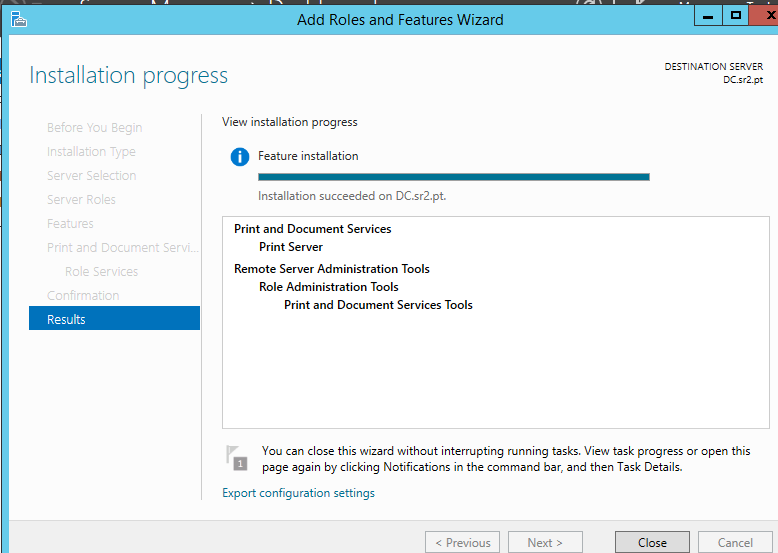 Add Roles and Features Wizard
Installation progress
DESTINATION SERVER
DC.sr2.pt
Before You Begin
Installation Type
Server Selection
Server Roles
Features
Print and Document Servi...
Role Services
Confirmation
Results
View installation progress
Feature installation
Installation succeeded on DC.sr2.pt.
Print and Document Services
Print Server
Remote Server Administration Tools
Role Administration Tools
Print and Document Services Tools
1
You can close this wizard without interrupting running tasks. View task progress or open this
page again by clicking Notifications in the command bar, and then Task Details.
Export configuration settings
< Previous
Next >
Close
Cancel